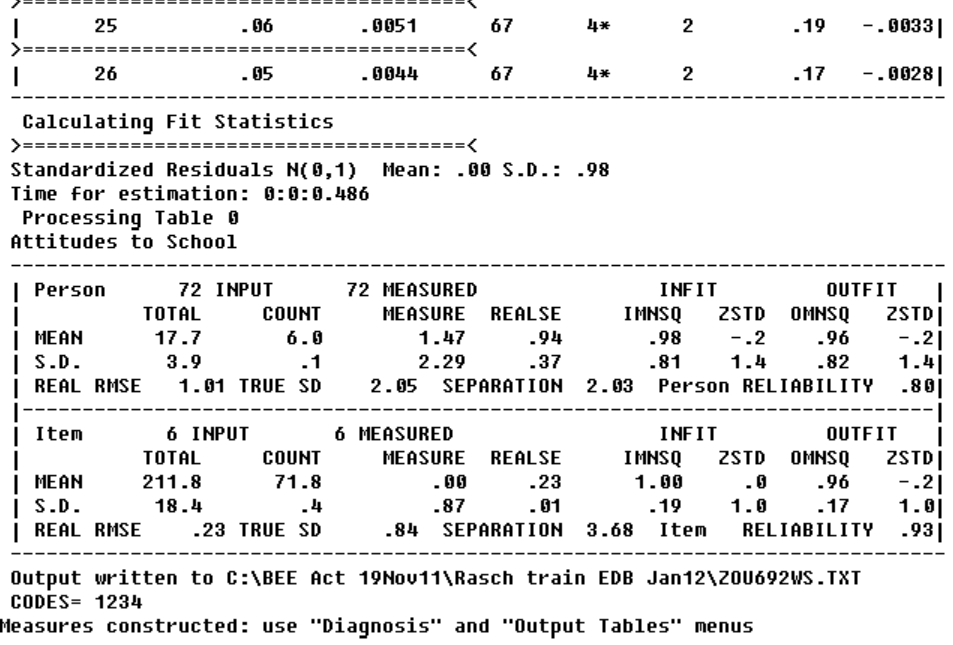 >====================================<
| 25 .06 .0051 67 4* 2 .19 -.0033|
>====================================<
| 26 .05 .0044 67 4* 2 .17 -.0028|
------------------------------------------------------------------------------
Calculating Fit Statistics
>====================================<
Standardized Residuals N(0,1) Mean: .00 S.D.: .98
Time for estimation: 0:0:0.486
Processing Table 0
Attitudes to School
------------------------------------------------------------------------------
| Person 72 INPUT 72 MEASURED INFIT OUTFIT |
| TOTAL COUNT MEASURE REALSE IMNSQ ZSTD OMNSQ ZSTD|
| MEAN 17.7 6.0 1.47 .94 .98 -.2 .96 -.2|
| S.D. 3.9 .1 2.29 .37 .81 1.4 .82 1.4|
| REAL RMSE 1.01 TRUE SD 2.05 SEPARATION 2.03 Person RELIABILITY .80|
|-----------------------------------------------------------------------------|
| Item 6 INPUT 6 MEASURED INFIT OUTFIT |
| TOTAL COUNT MEASURE REALSE IMNSQ ZSTD OMNSQ ZSTD|
| MEAN 211.8 71.8 .00 .23 1.00 .0 .96 -.2|
| S.D. 18.4 .4 .87 .01 .19 1.0 .17 1.0|
| REAL RMSE .23 TRUE SD .84 SEPARATION 3.68 Item RELIABILITY .93|
------------------------------------------------------------------------------
Output written to C:\BEE Act 19Nov11\Rasch train EDB Jan12\ZOU692WS.TXT
CODES= 1234
Measures constructed: use "Diagnosis" and "Output Tables" menus